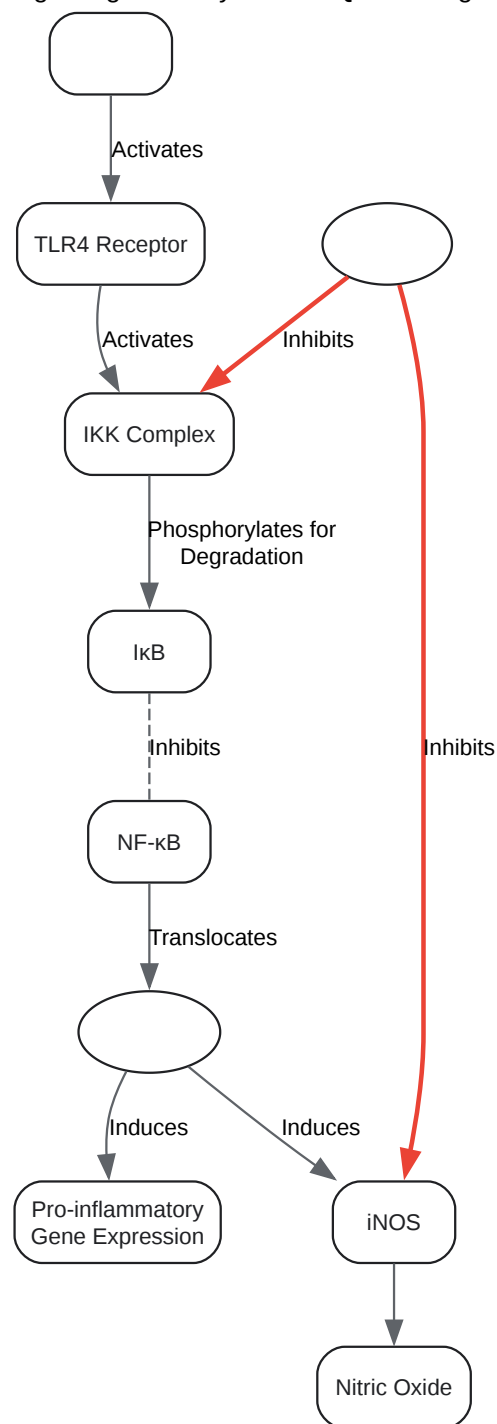 Activates
TLR4 Receptor
Activates
Inhibits
IKK Complex
Phosphorylates for
Degradation
IκB
Inhibits
Inhibits
NF-κB
Translocates
Induces
Induces
Pro-inflammatory
Gene Expression
iNOS
Nitric Oxide